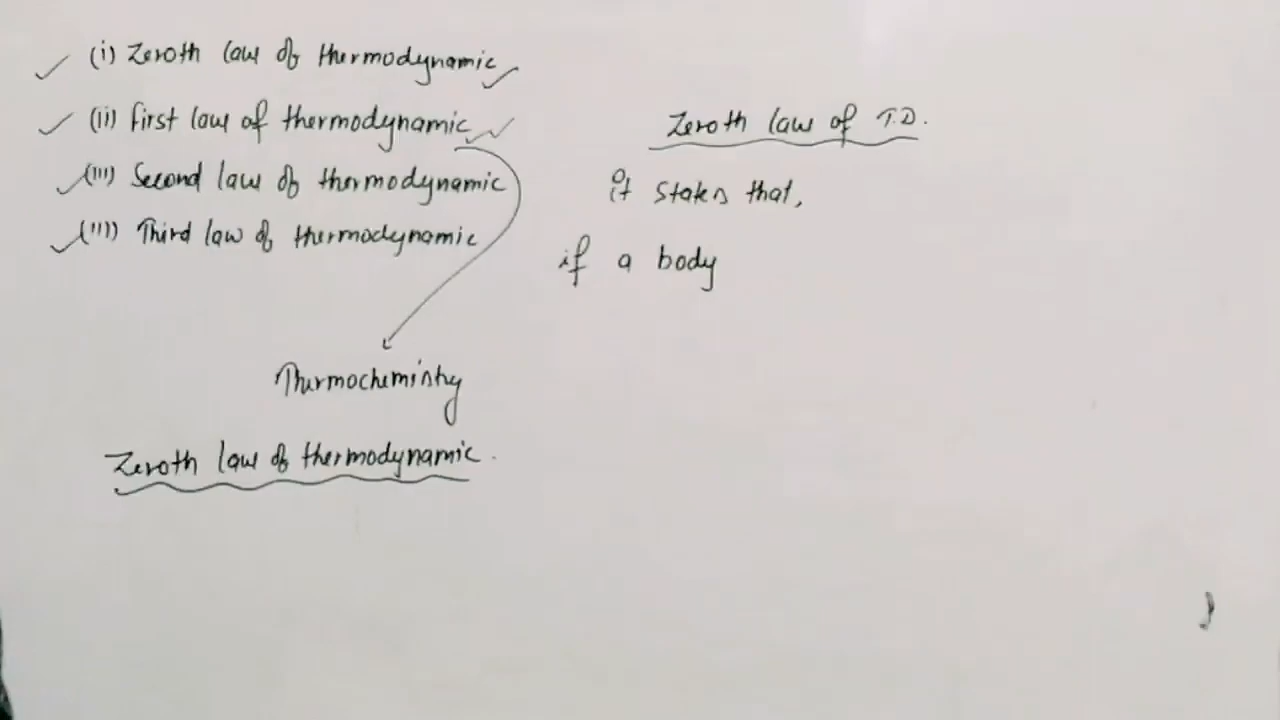 (i) Zeroth law of thermodynamic
(ii) First law of thermodynamic
(iii) Second law of thermodynamic
(iiii) Third law of thermodynamic
Thermochemistry
Zeroth law of thermodynamic.
Zeroth law of T.D.
it states that,
if a body